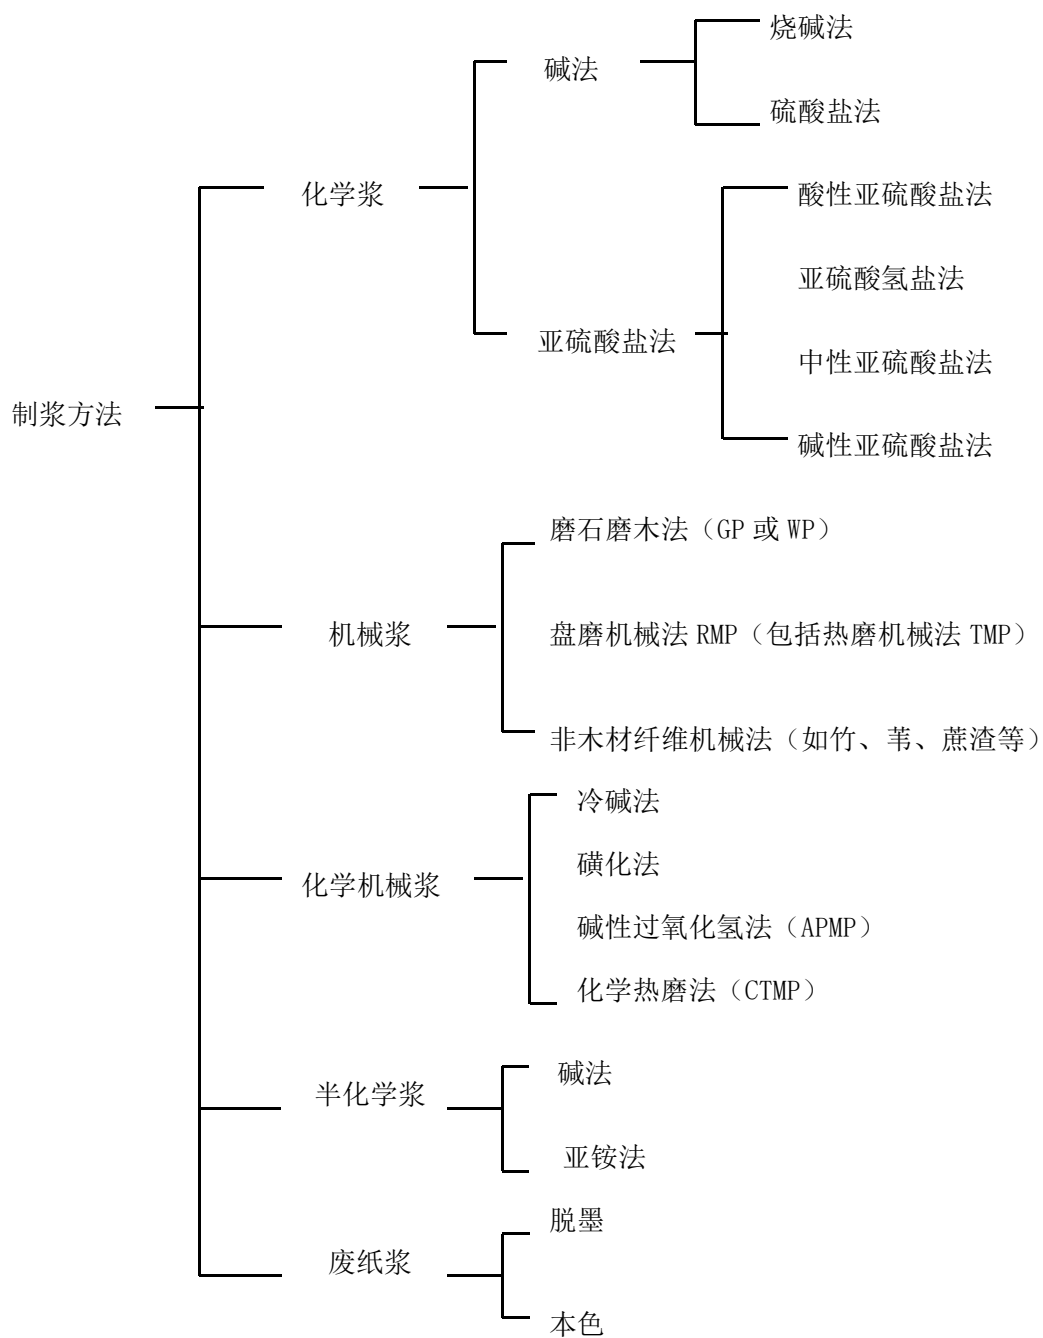 烧碱法
碱法
硫酸盐法
化学浆
酸性亚硫酸盐法
亚硫酸氢盐法
亚硫酸盐法
中性亚硫酸盐法
制浆方法
碱性亚硫酸盐法
磨石磨木法（GP 或 WP）
机械浆
盘磨机械法 RMP（包括热磨机械法 TMP）
非木材纤维机械法（如竹、苇、蔗渣等）
冷碱法
磺化法
化学机械浆
碱性过氧化氢法（APMP）
化学热磨法（CTMP）
碱法
半化学浆
亚铵法
脱墨
废纸浆
本色